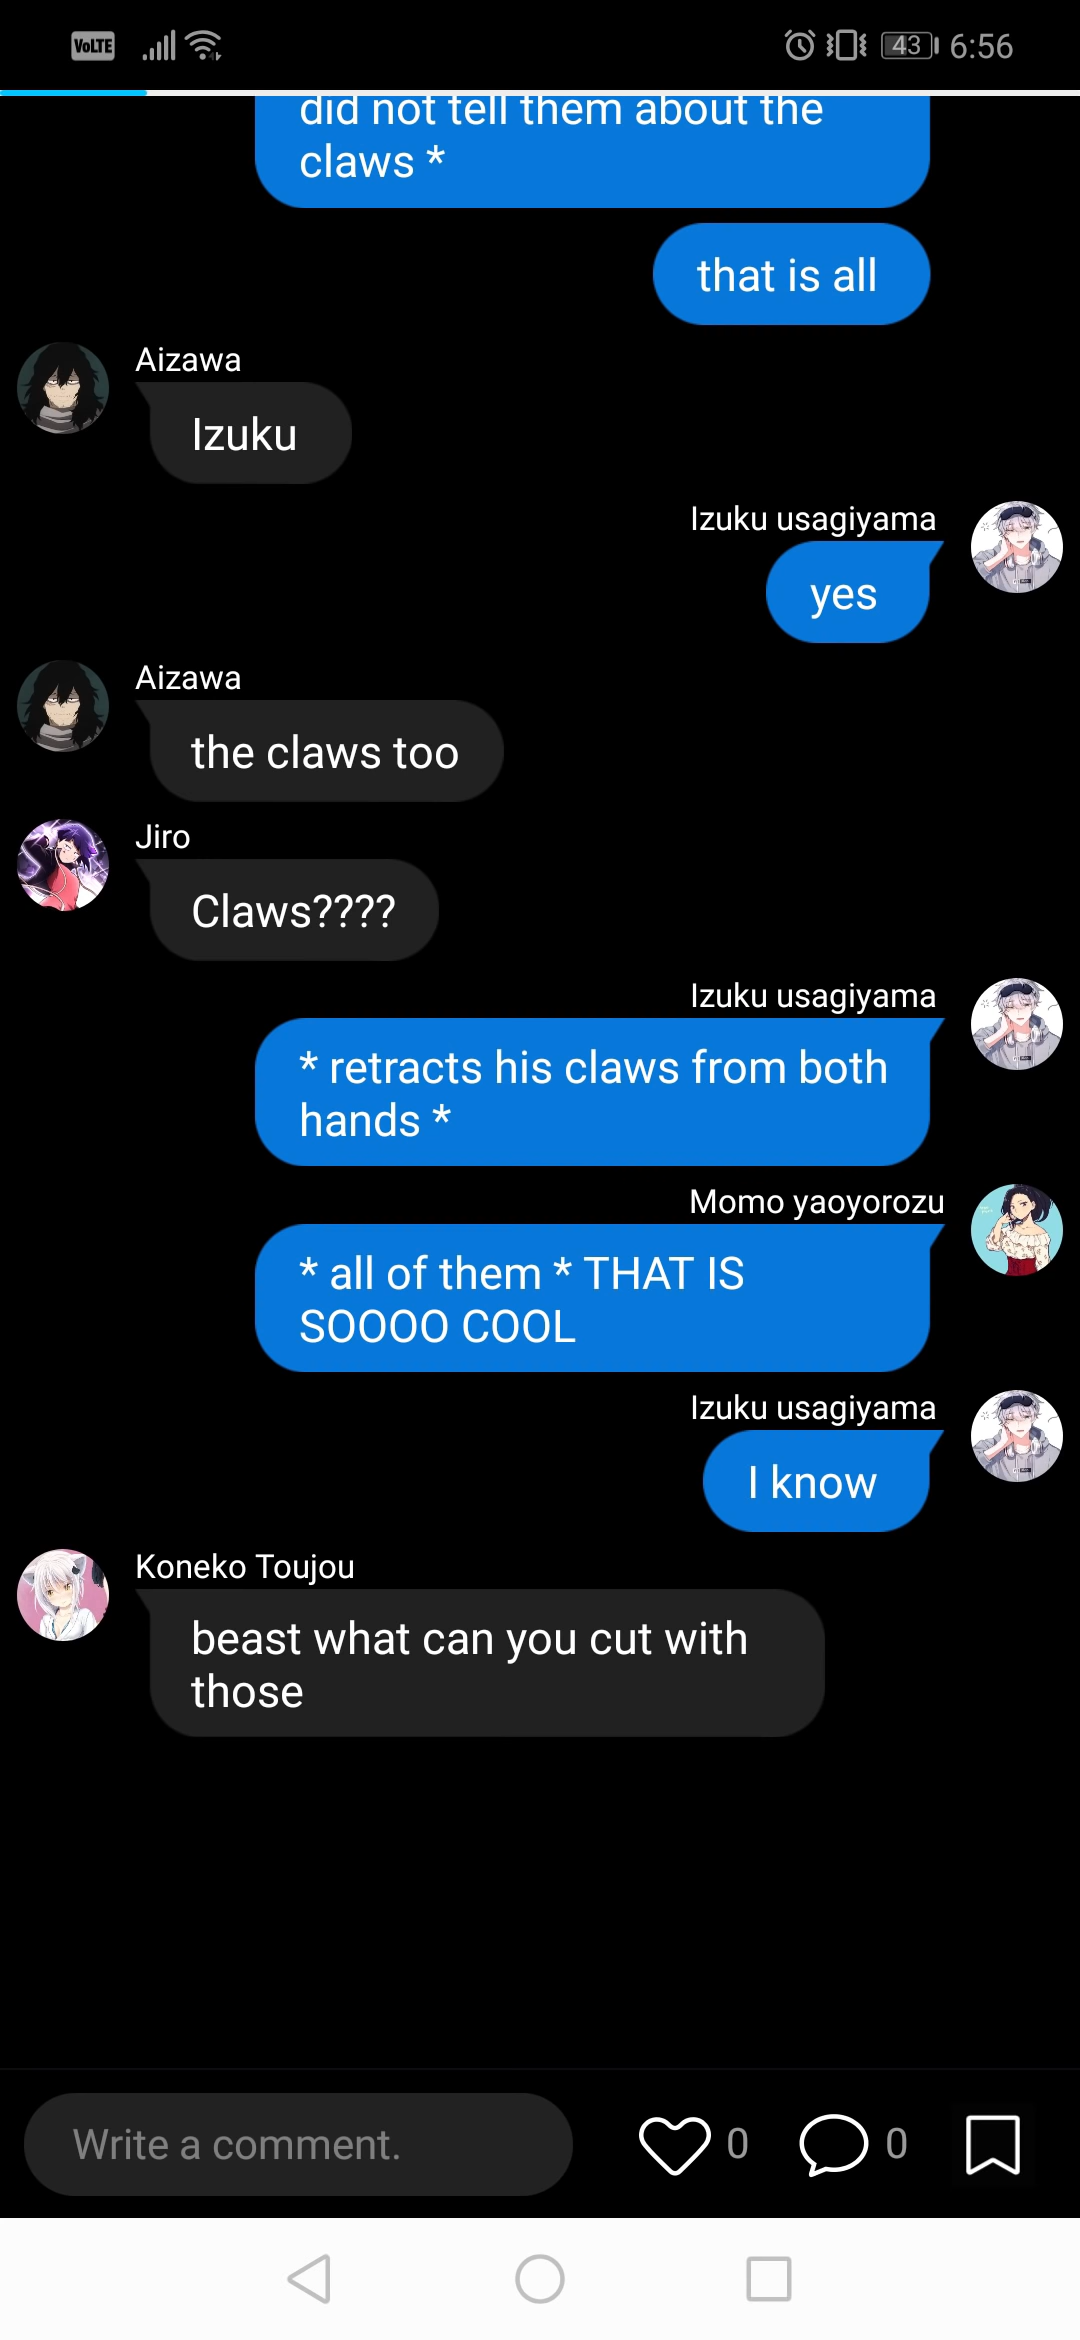 VoLTE
43
6:56
did not tell them about the
claws *
that is all
Aizawa
Izuku
Izuku usagiyama
yes
Aizawa
the claws too
Jiro
Claws????
Izuku usagiyama
* retracts his claws from both
hands *
Momo yaoyorozu
* all of them * THAT IS
SOOOO COOL
Izuku usagiyama
I know
Koneko Toujou
beast what can you cut with
those
Write a comment.
0
0